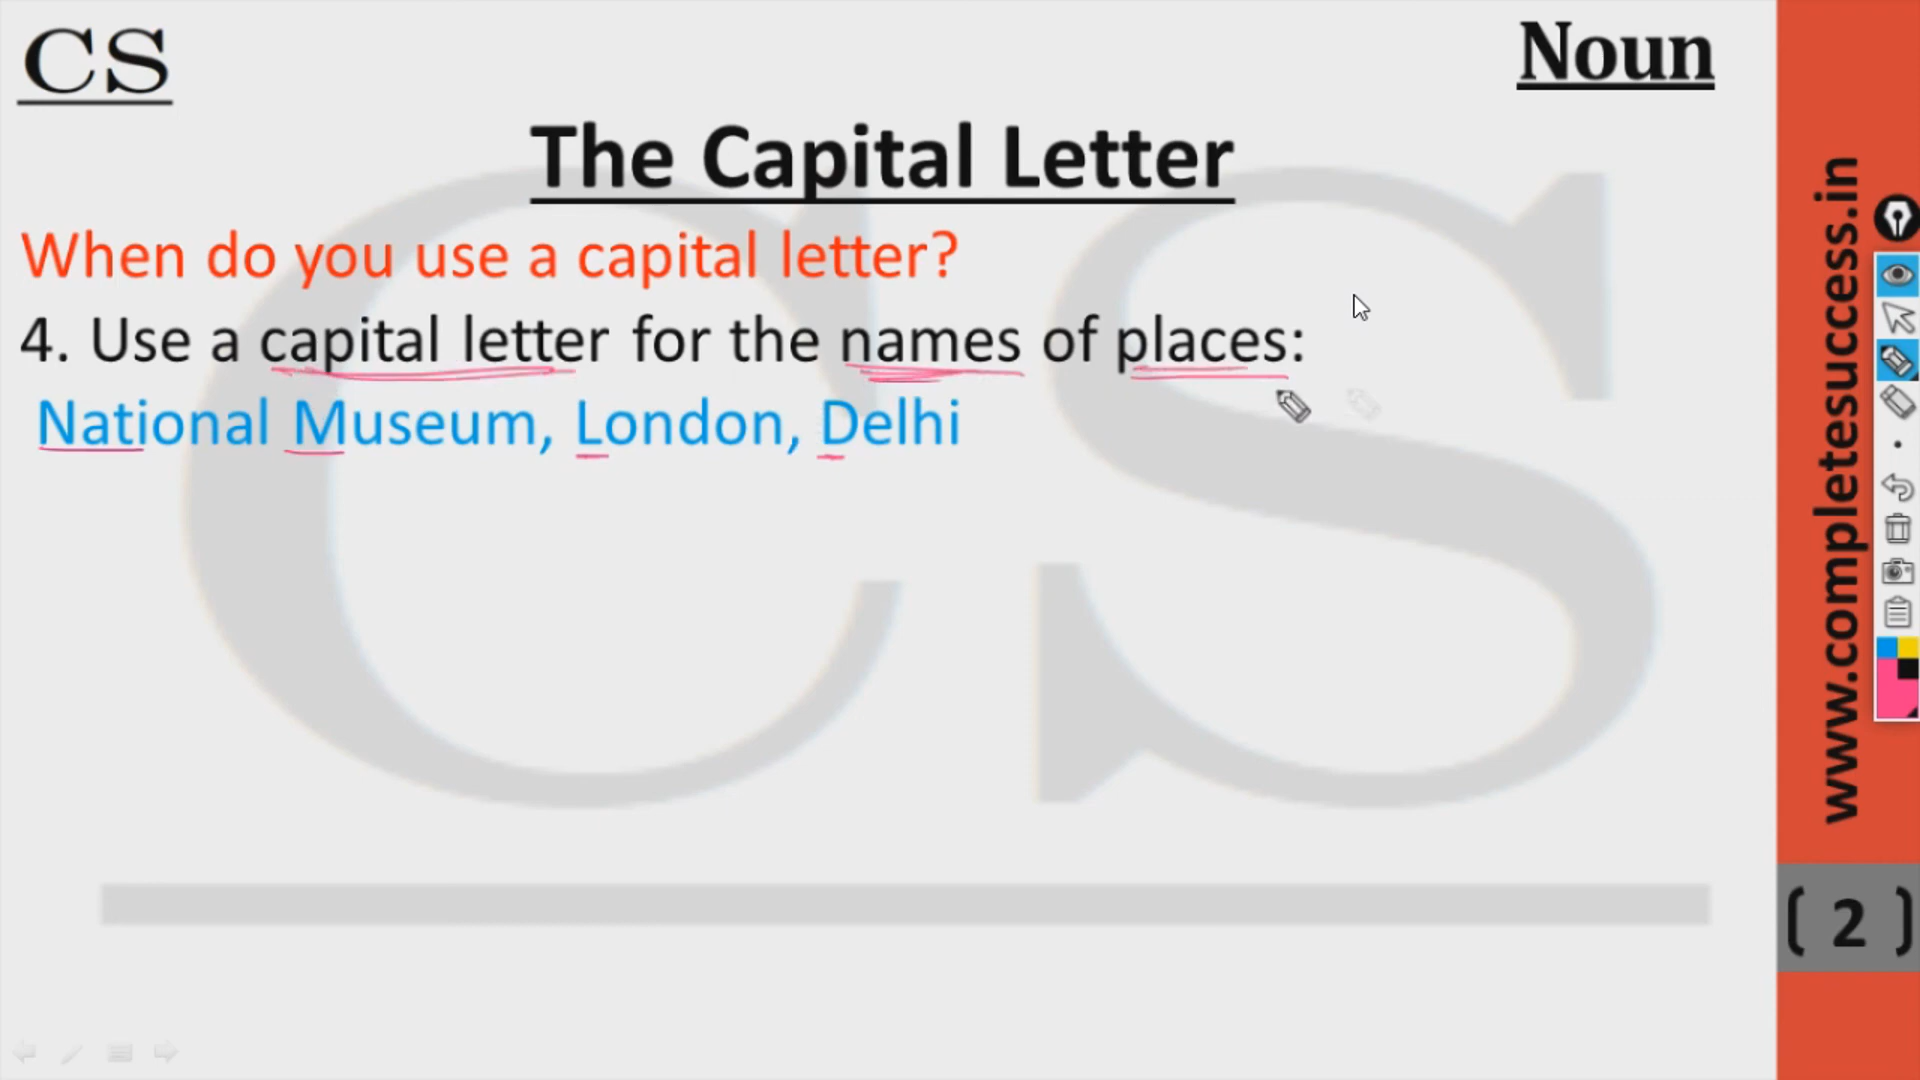 CS
Noun
The Capital Letter
When do you use a capital letter?
4. Use a capital letter for the names of places:
National Museum, London, Delhi
CS
www.completesuccess.in
( 2 )